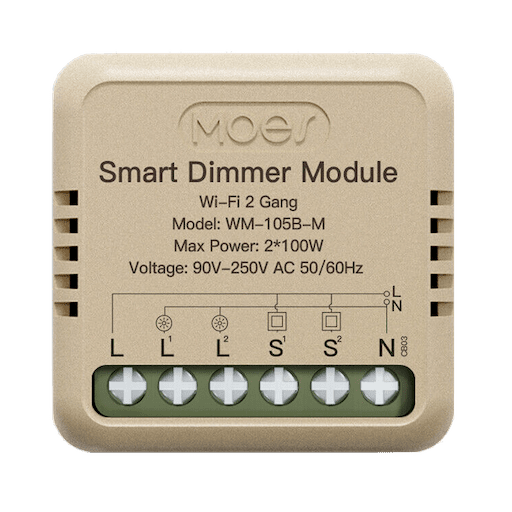 MOES
Smart Dimmer Module
Wi-Fi 2 Gang
Model: WM-105B-M
Max Power: 2*100W
Voltage: 90V-250V AC 50/60Hz
L
N
L L1 L2 S1 S2 N
CB03